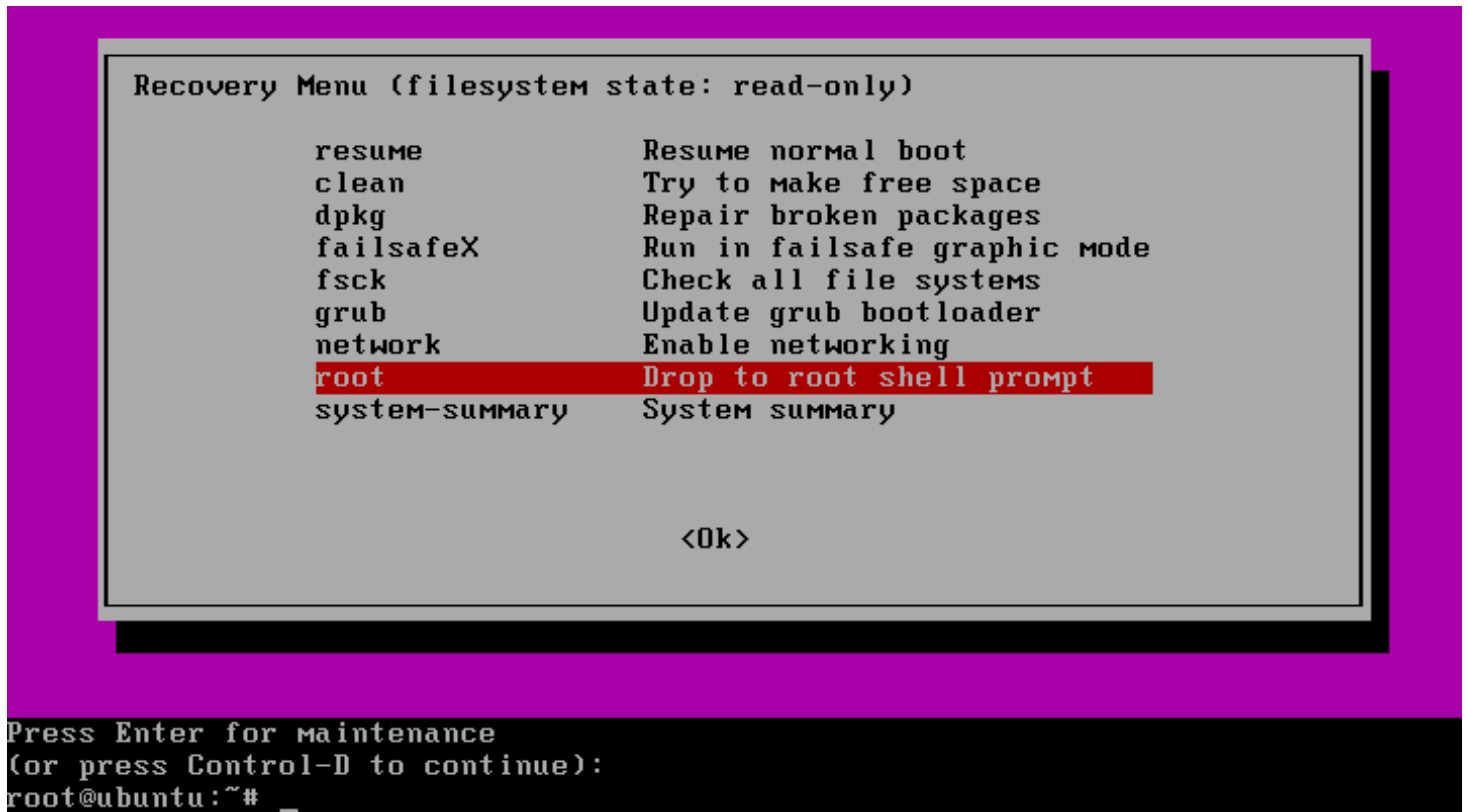 Recovery Menu (filesystem state: read-only)
resume Resume normal boot
clean Try to make free space
dpkg Repair broken packages
failsafeX Run in failsafe graphic mode
fsck Check all file systems
grub Update grub bootloader
network Enable networking
root Drop to root shell prompt
system-summary System summary
<Ok>
Press Enter for maintenance
(or press Control-D to continue):
root@ubuntu:~# _